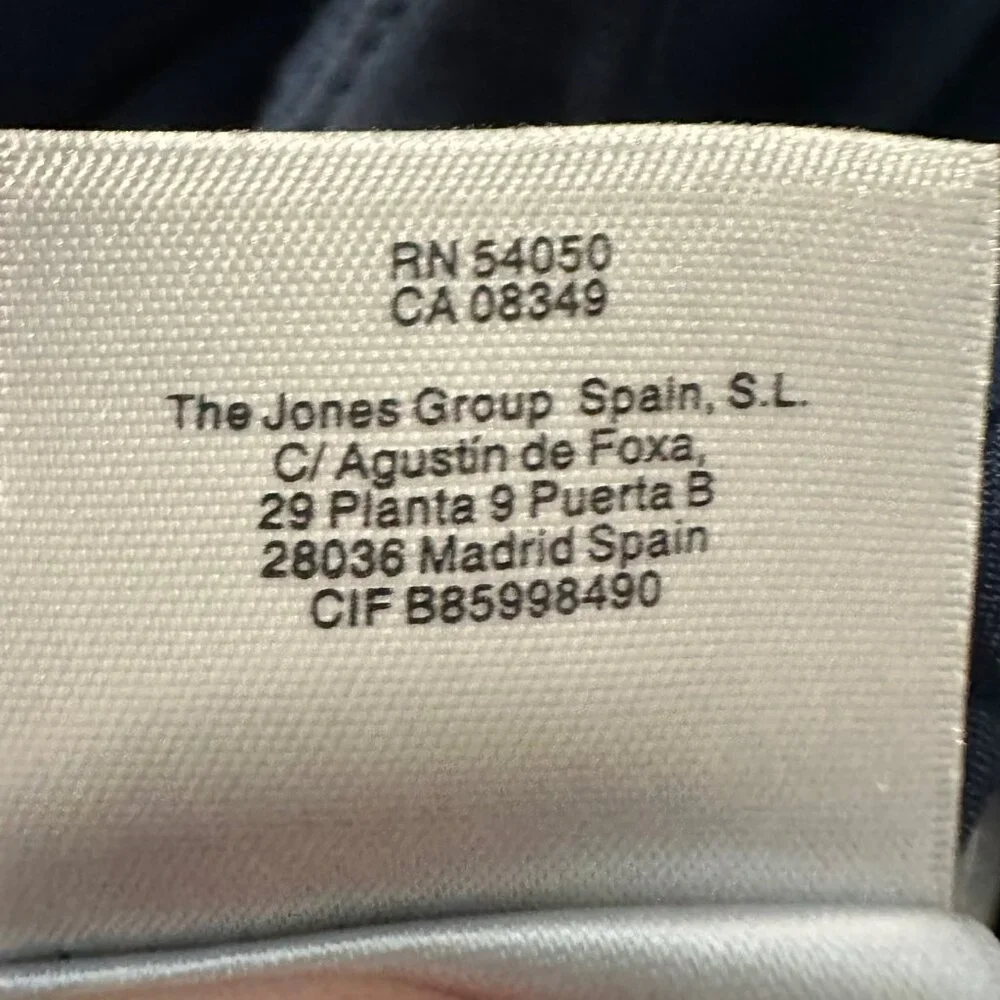 RN 54050
CA 08349
The Jones Group Spain, S.L.
C/ Agustín de Foxa,
29 Planta 9 Puerta B
28036 Madrid Spain
CIF B85998490